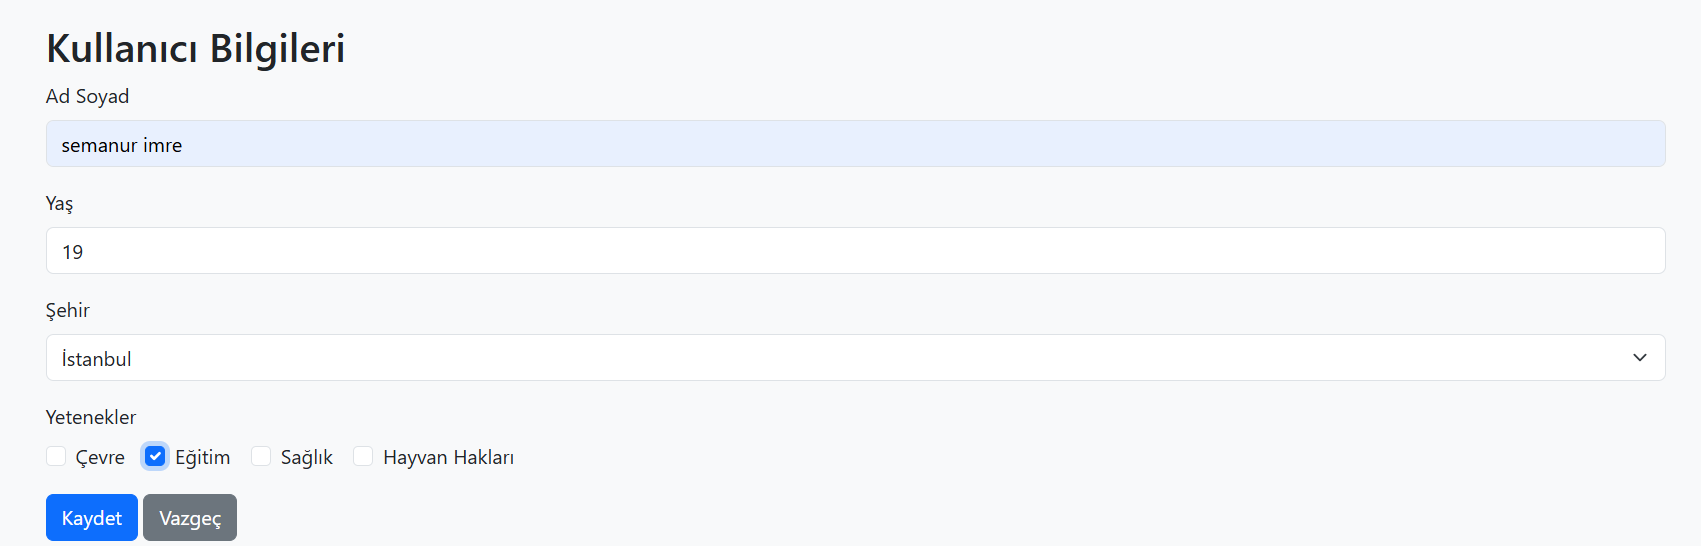 Kullanıcı Bilgileri
Ad Soyad
semanur imre
Yaş
19
Şehir
İstanbul
Yetenekler
Çevre Eğitim Sağlık Hayvan Hakları
Kaydet Vazgeç